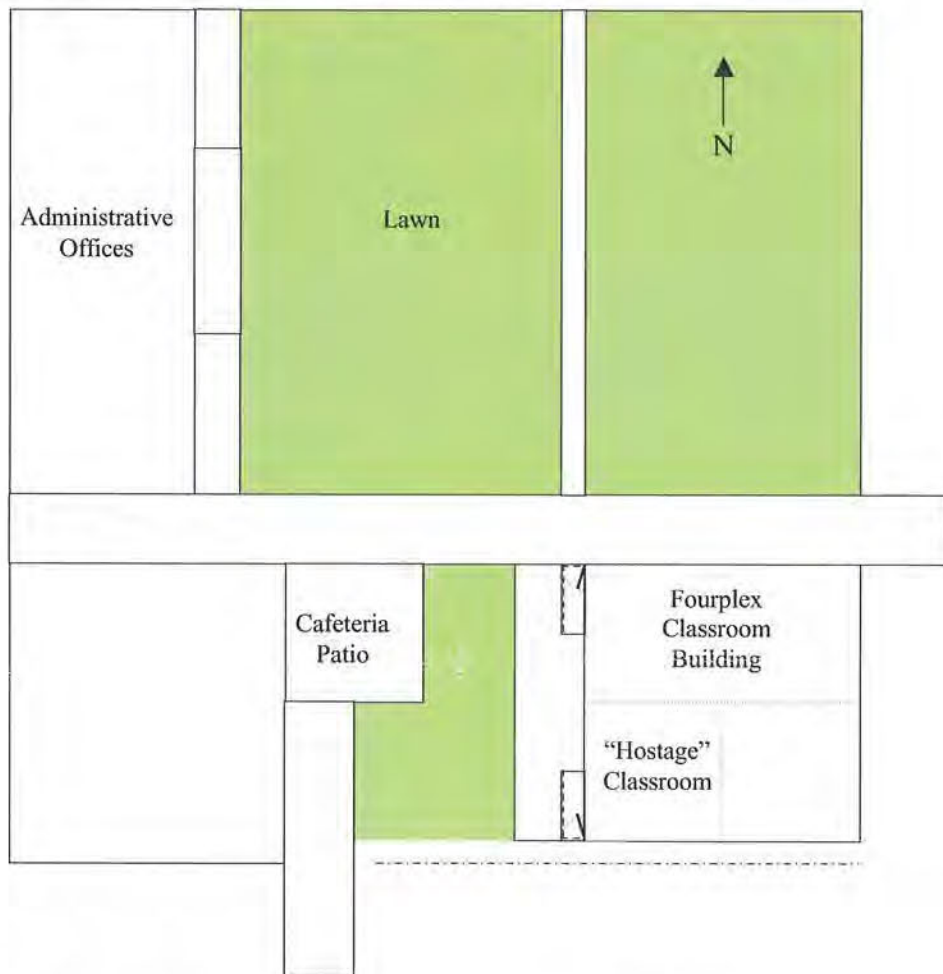 N
Administrative
Offices
Lawn
Cafeteria
Patio
Fourplex
Classroom
Building
“Hostage”
Classroom